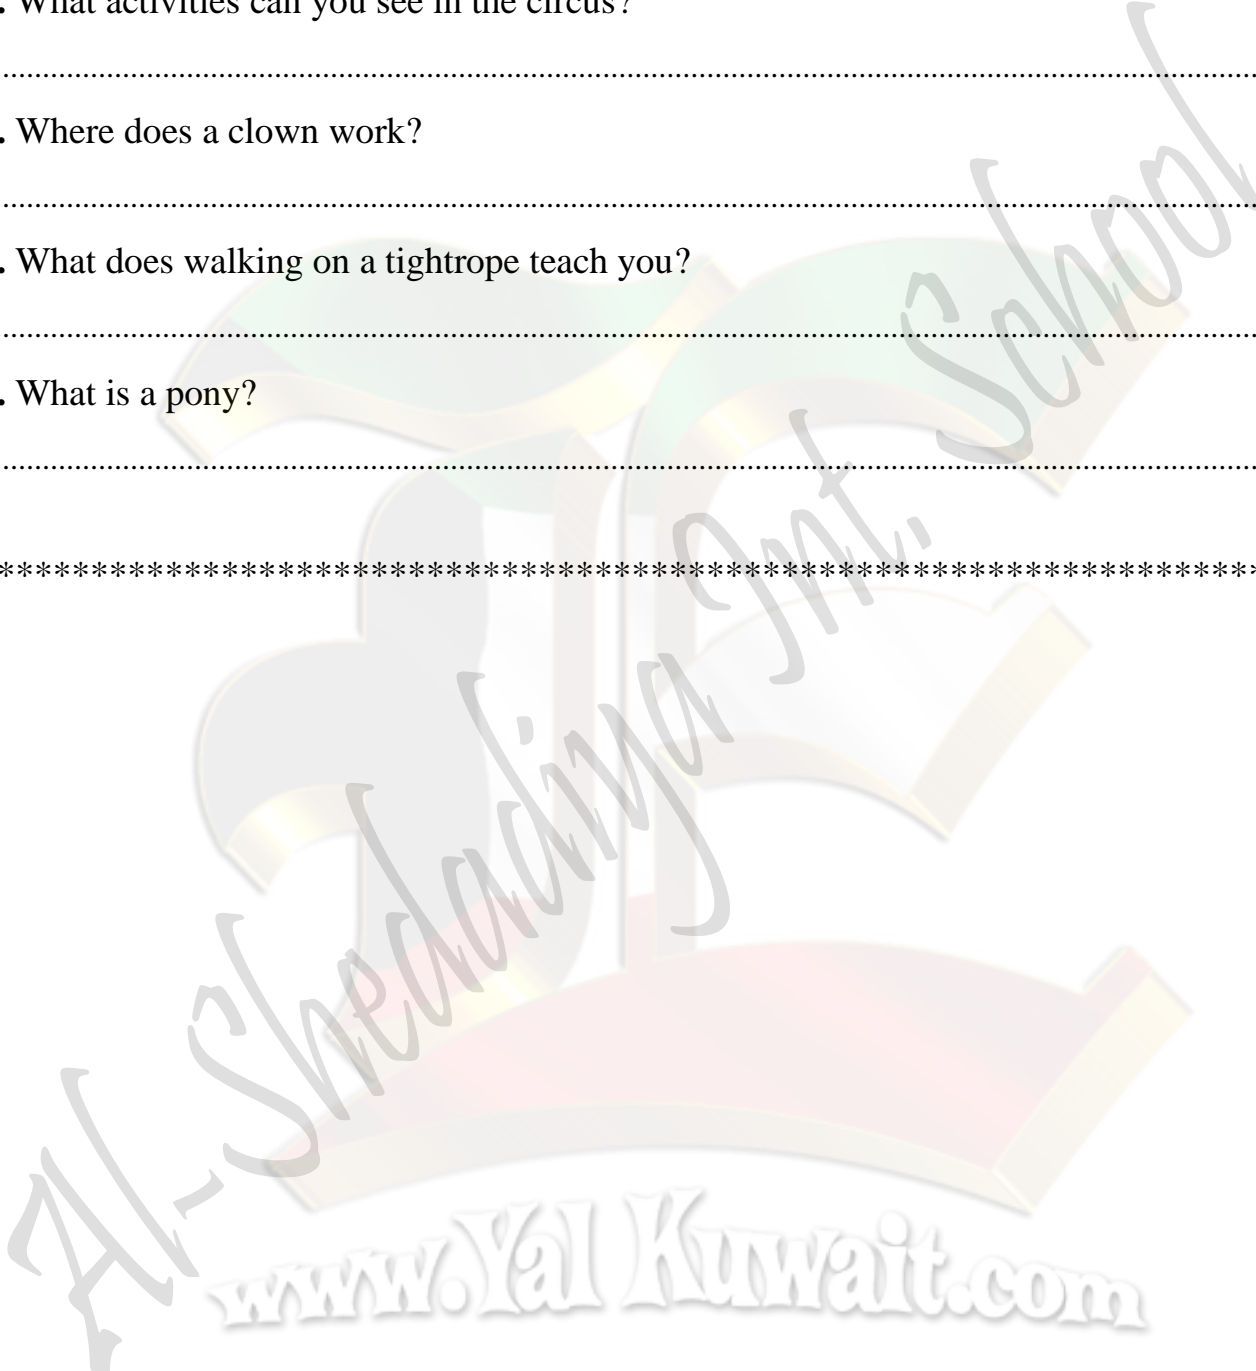 . What activities can you see in the circus?
................................................................................................................................
. Where does a clown work?
................................................................................................................................
. What does walking on a tightrope teach you?
................................................................................................................................
. What is a pony?
................................................................................................................................
********************************************************************
Al-Shedadiya Int. School
www.Yal Kuwait.com